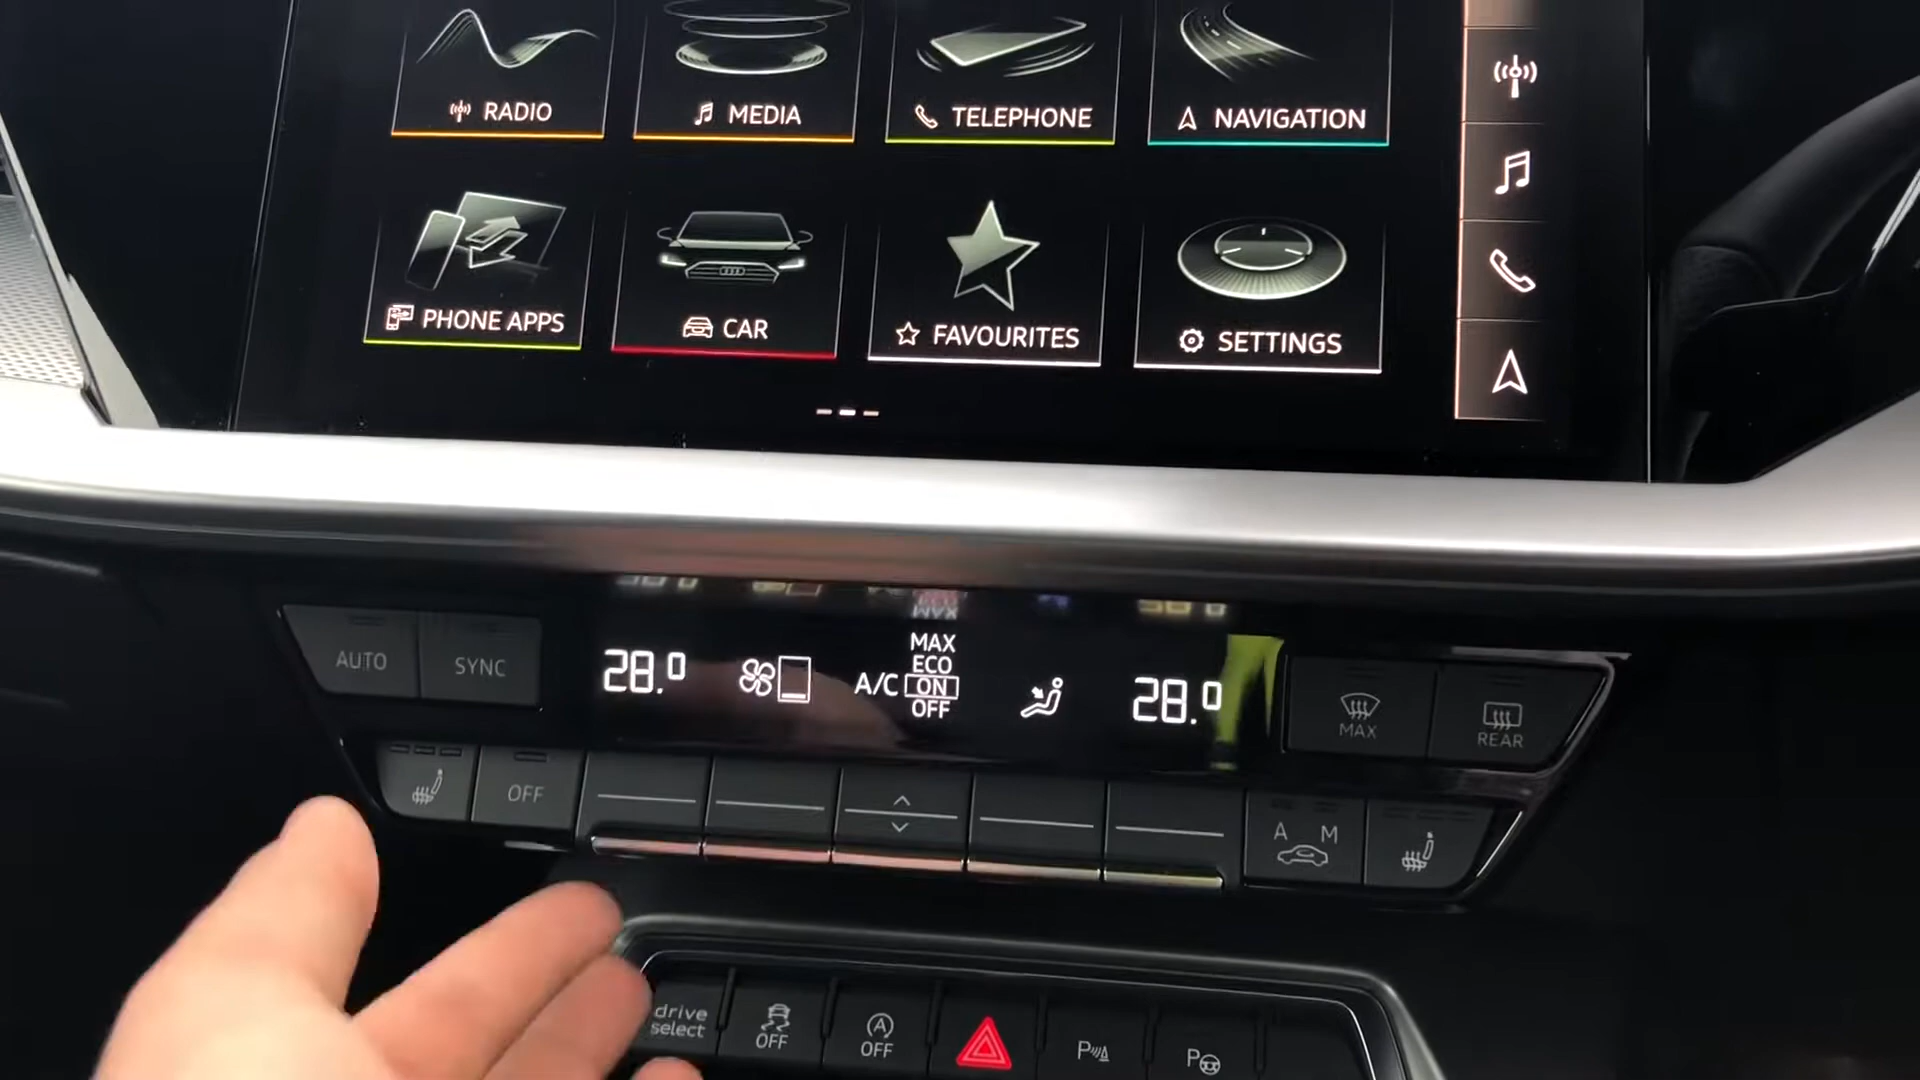 RADIO
MEDIA
TELEPHONE
NAVIGATION
PHONE APPS
CAR
FAVOURITES
SETTINGS
AUTO
SYNC
28.0
A/C
MAX
ECO
ON
OFF
28.0
MAX
REAR
OFF
A M
drive
select
OFF
A
OFF
P
P